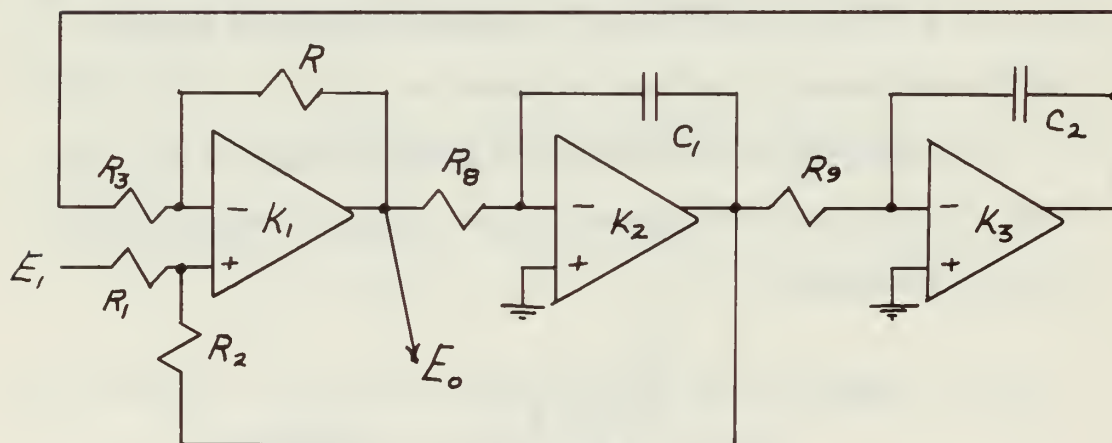 R
C₁
C₂
R₃
R₈
R₉
−
K₁
−
K₂
−
K₃
E₁
+
+
+
R₁
R₂
E₀